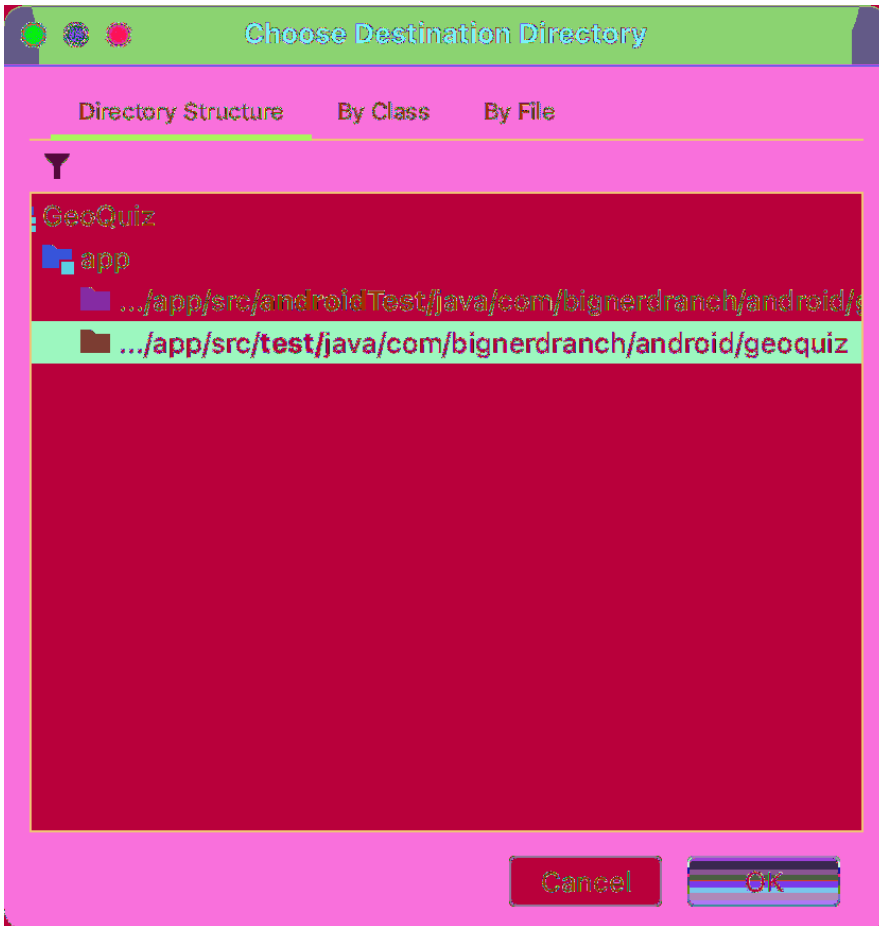 Choose Destination Directory
Directory Structure By Class By File
GeoQuiz
app
.../app/src/androidTest/java/com/bignerdranch/android/
.../app/src/test/java/com/bignerdranch/android/geoquiz
Cancel OK